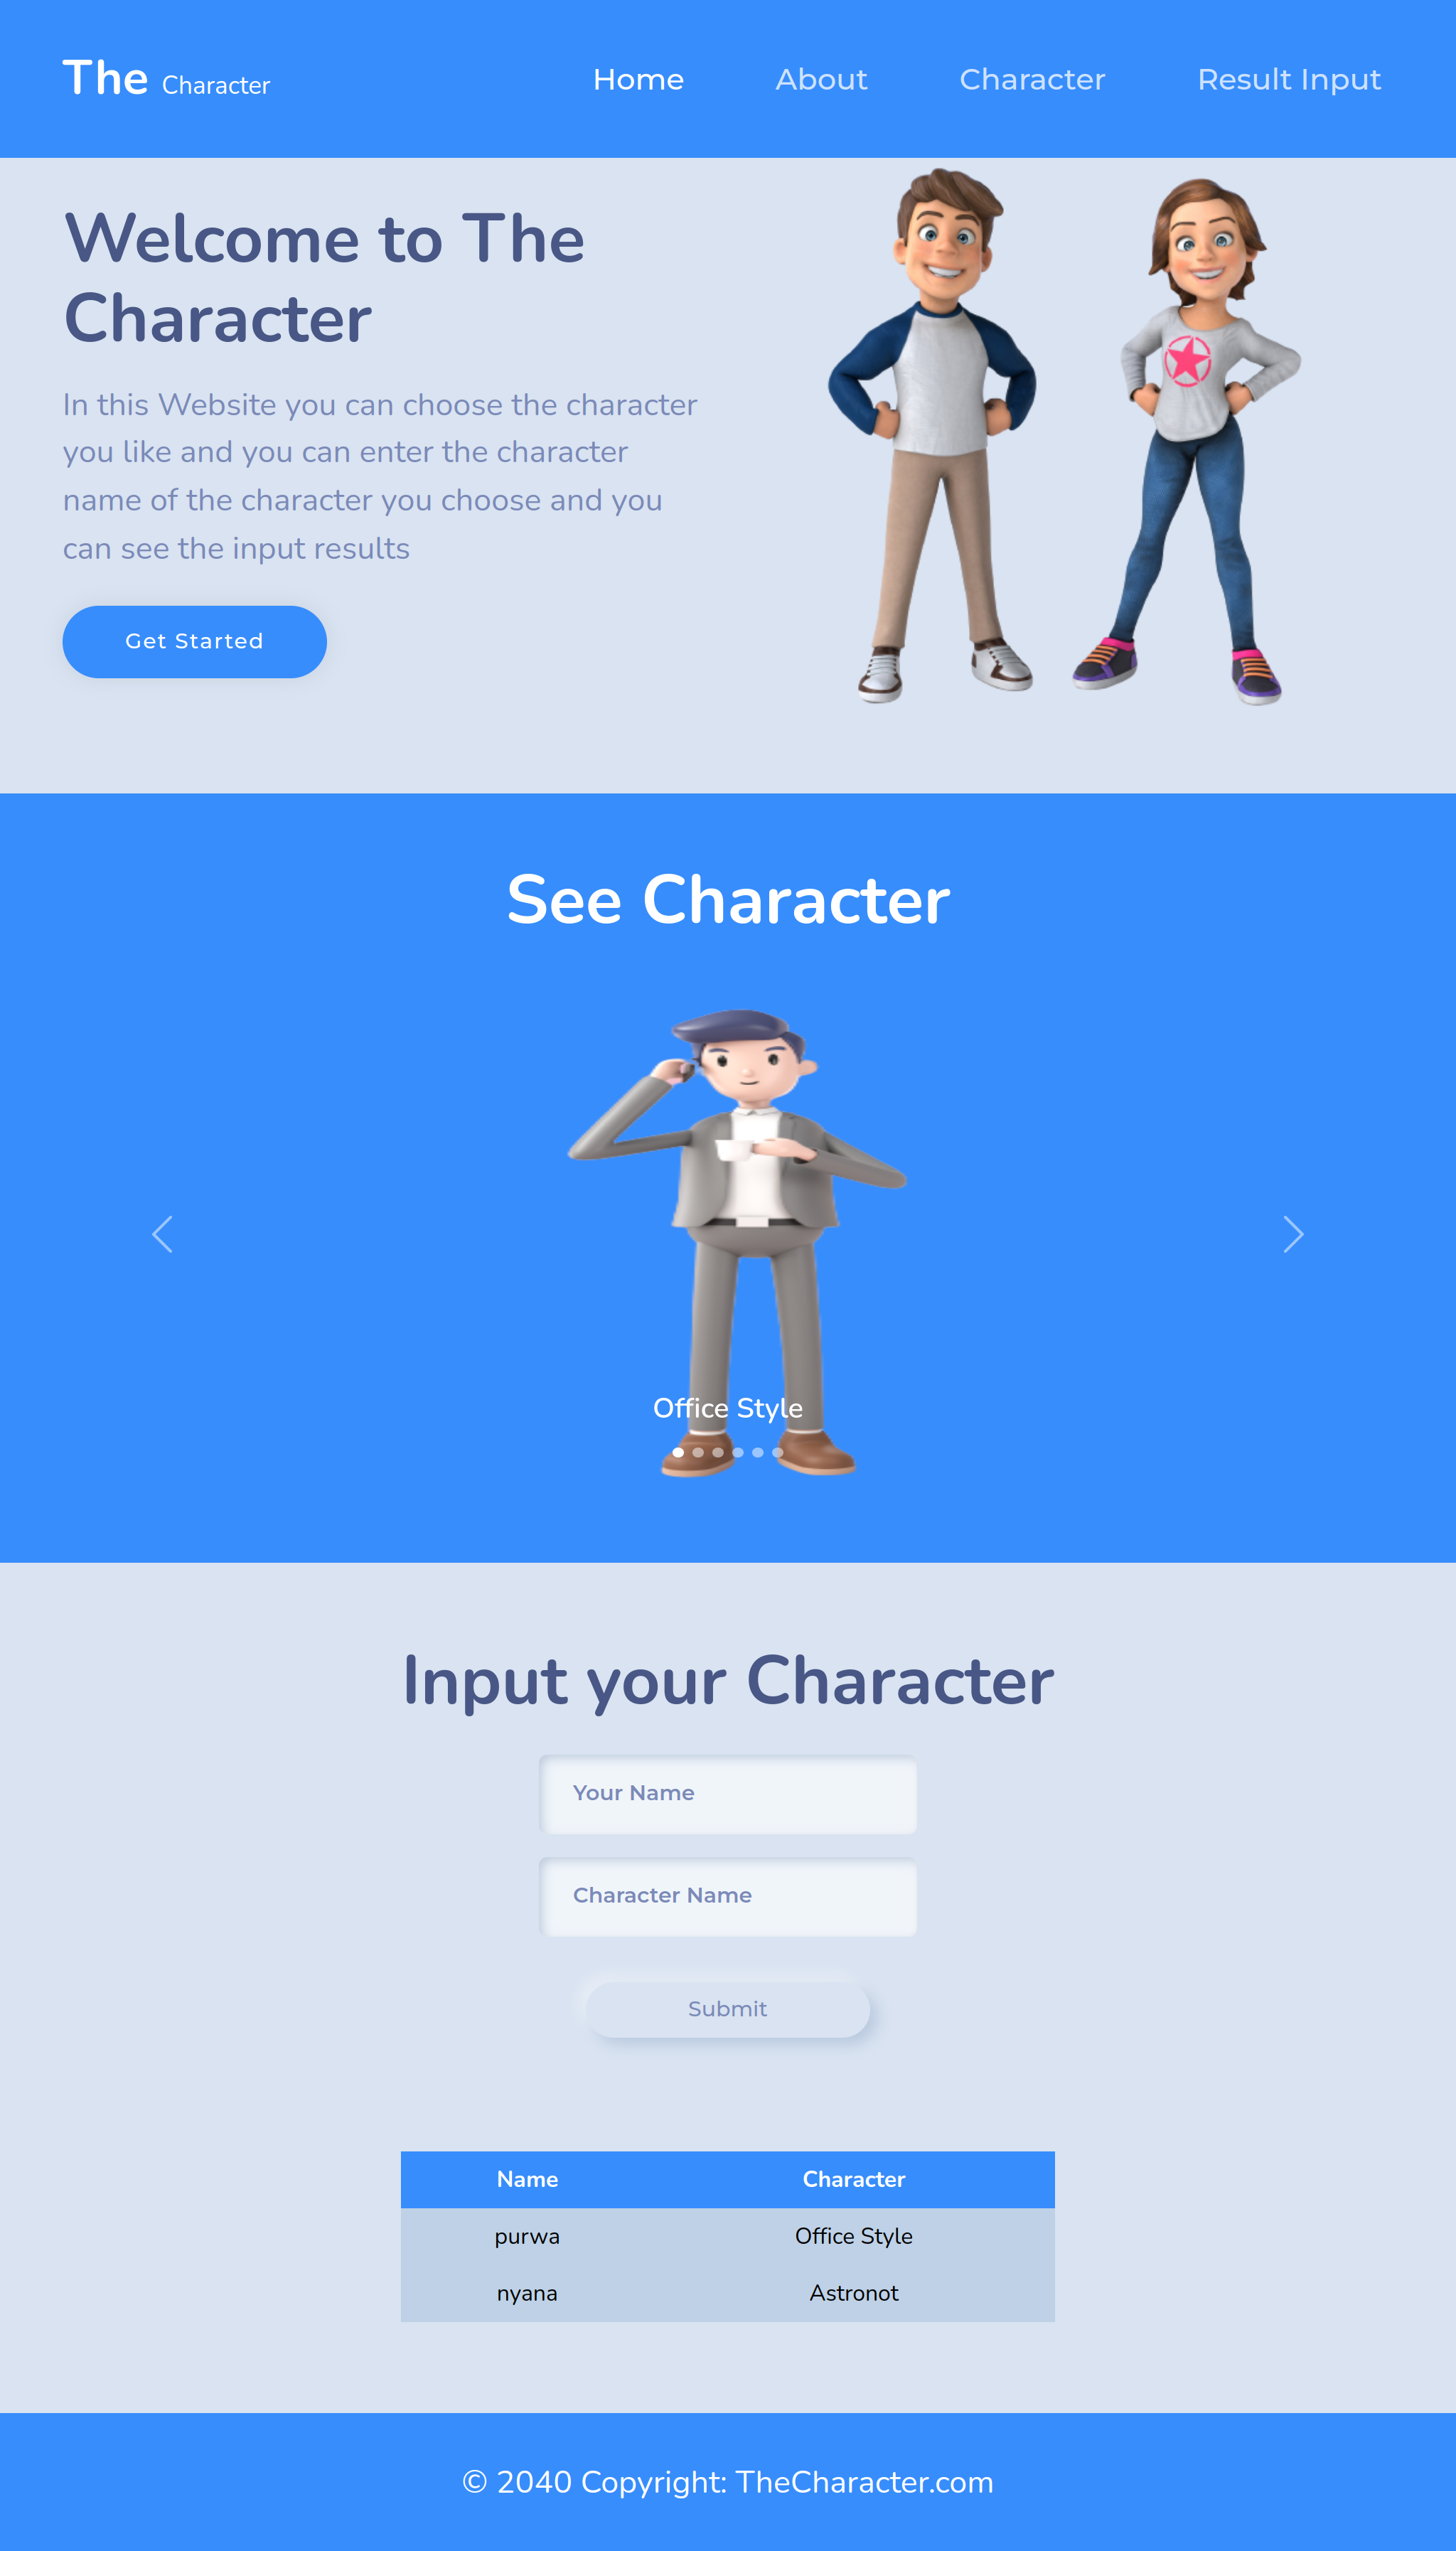 The Character
Home About Character Result Input
Welcome to The
Character
In this Website you can choose the character
you like and you can enter the character
name of the character you choose and you
can see the input results
Get Started
See Character
Office Style
Input your Character
Your Name
Character Name
Submit
Name Character
purwa Office Style
nyana Astronot
© 2040 Copyright: TheCharacter.com